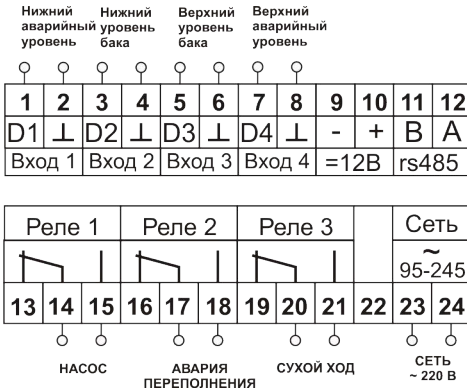 Нижний Нижний Верхний Верхний
аварийный уровень уровень аварийный
уровень бака бака уровень
1 2 3 4 5 6 7 8 9 10 11 12
D1 ⊥ D2 ⊥ D3 ⊥ D4 ⊥ - + B A
Вход 1 Вход 2 Вход 3 Вход 4 =12В rs485
Реле 1 Реле 2 Реле 3 Сеть
~
95-245
13 14 15 16 17 18 19 20 21 22 23 24
НАСОС АВАРИЯ СУХОЙ ХОД СЕТЬ
ПЕРЕПОЛНЕНИЯ ~ 220 В